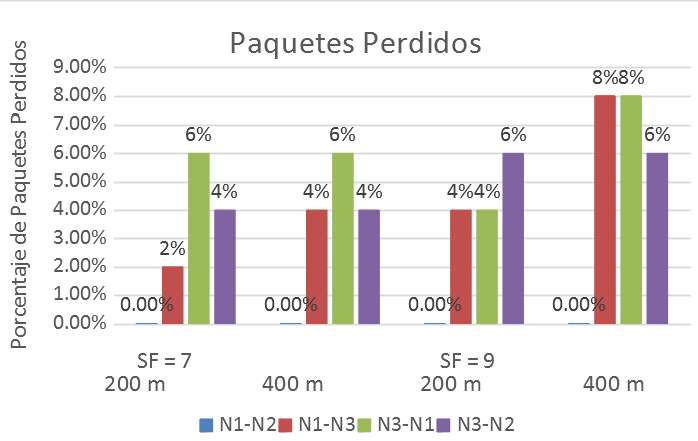 Paquetes Perdidos
Porcentaje de Paquetes Perdidos
9.00%
8.00%
7.00%
6.00%
5.00%
4.00%
3.00%
2.00%
1.00%
0.00%
0.00% 2% 6% 4%
0.00% 4% 6% 4%
0.00% 4% 4% 6%
0.00% 8% 8% 6%
SF = 7 SF = 9
200 m 400 m 200 m 400 m
N1-N2 N1-N3 N3-N1 N3-N2